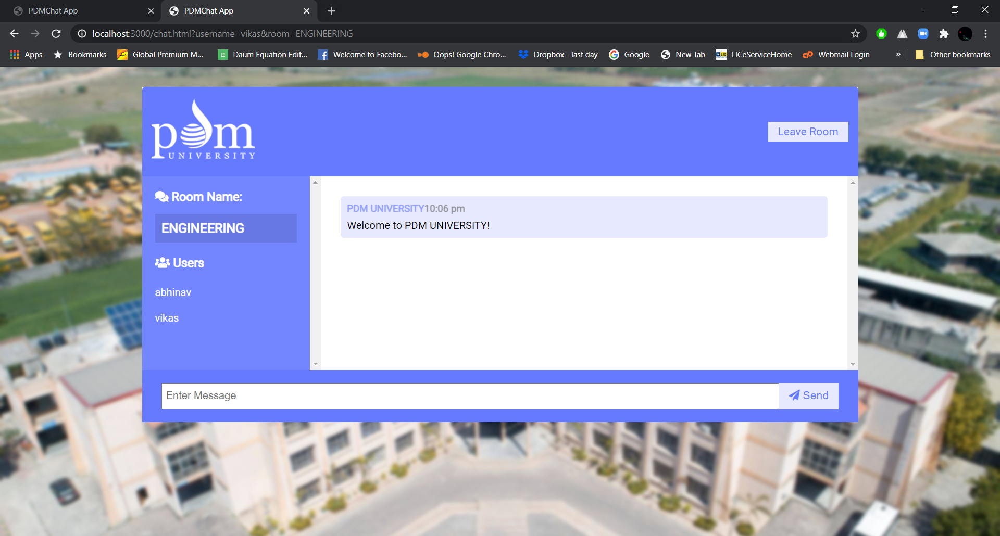 PDMChat App
PDMChat App
localhost:3000/chat.html?username=vikas&room=ENGINEERING
Apps
Bookmarks
Global Premium M...
Daum Equation Edit...
Welcome to Facebo...
Oops! Google Chro...
Dropbox - last day
Google
New Tab
LICeServiceHome
Webmail Login
»
Other bookmarks
pdm
UNIVERSITY
Leave Room
Room Name:
ENGINEERING
Users
abhinav
vikas
PDM UNIVERSITY10:06 pm
Welcome to PDM UNIVERSITY!
Enter Message
Send